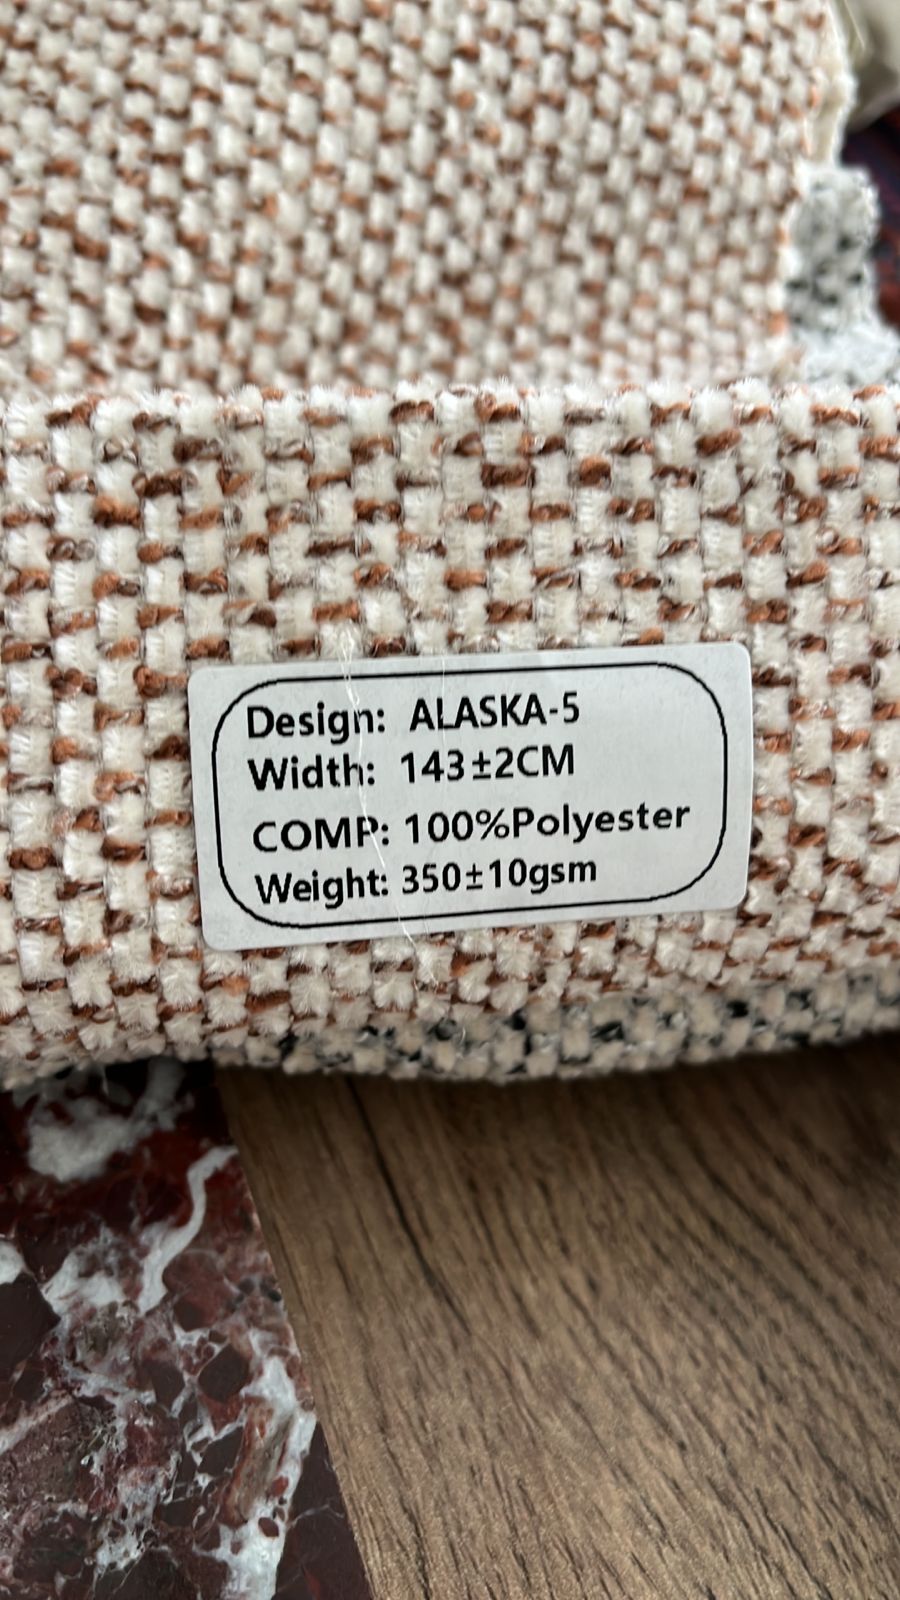 Design: ALASKA-5
Width: 143±2CM
COMP: 100%Polyester
Weight: 350±10gsm